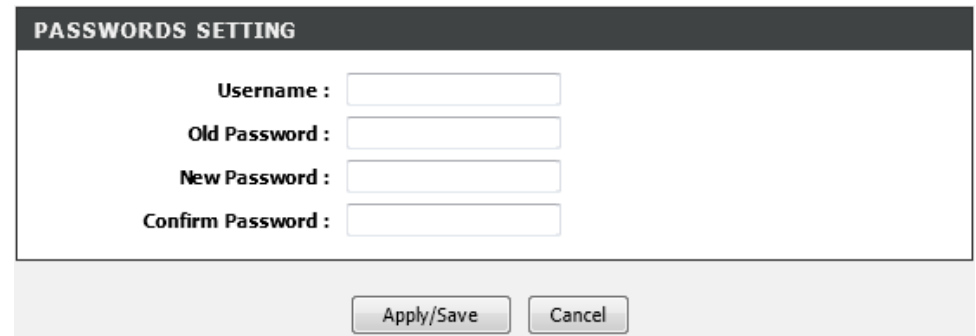 PASSWORDS SETTING
Username :
Old Password :
New Password :
Confirm Password :
Apply/Save Cancel